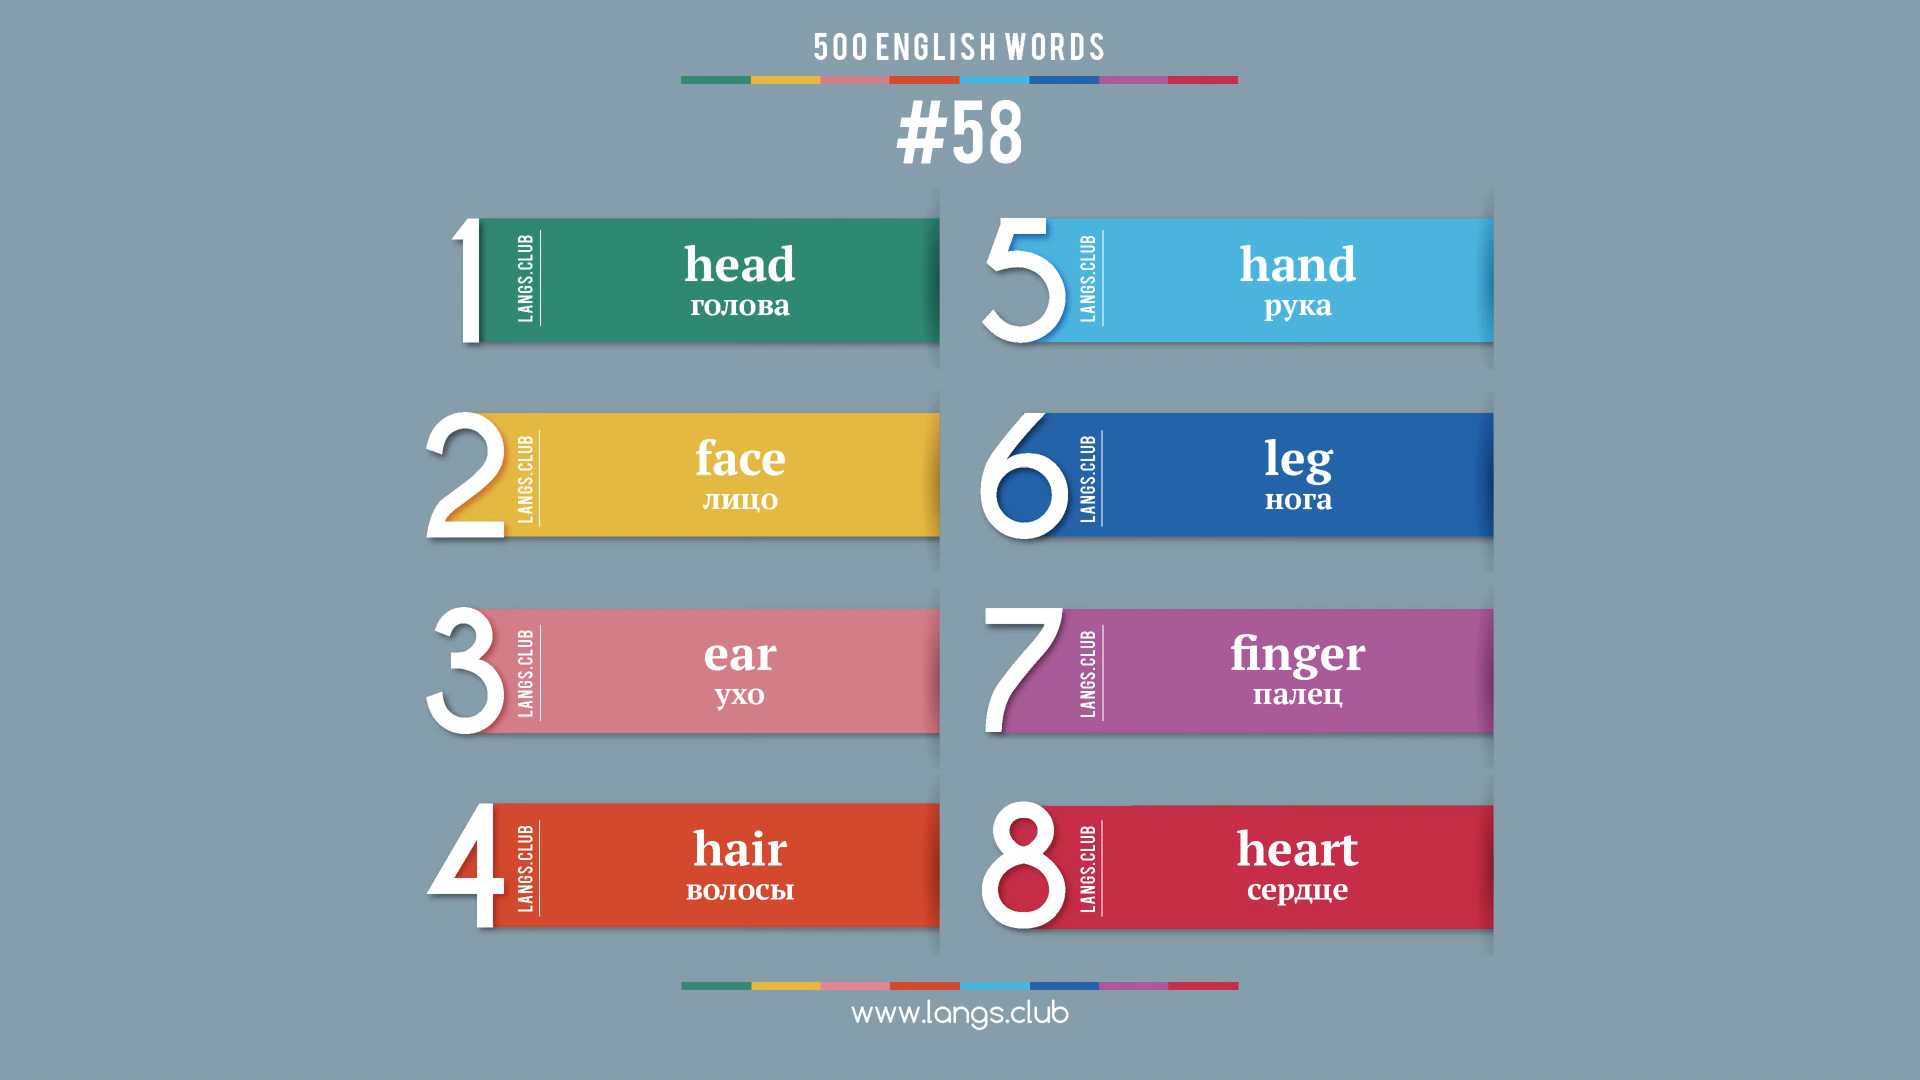 500 ENGLISH WORDS
#58
1
LANGS.CLUB
head
голова
2
LANGS.CLUB
face
лицо
3
LANGS.CLUB
ear
ухо
4
LANGS.CLUB
hair
волосы
5
LANGS.CLUB
hand
рука
6
LANGS.CLUB
leg
нога
7
LANGS.CLUB
finger
палец
8
LANGS.CLUB
heart
сердце
www.langs.club